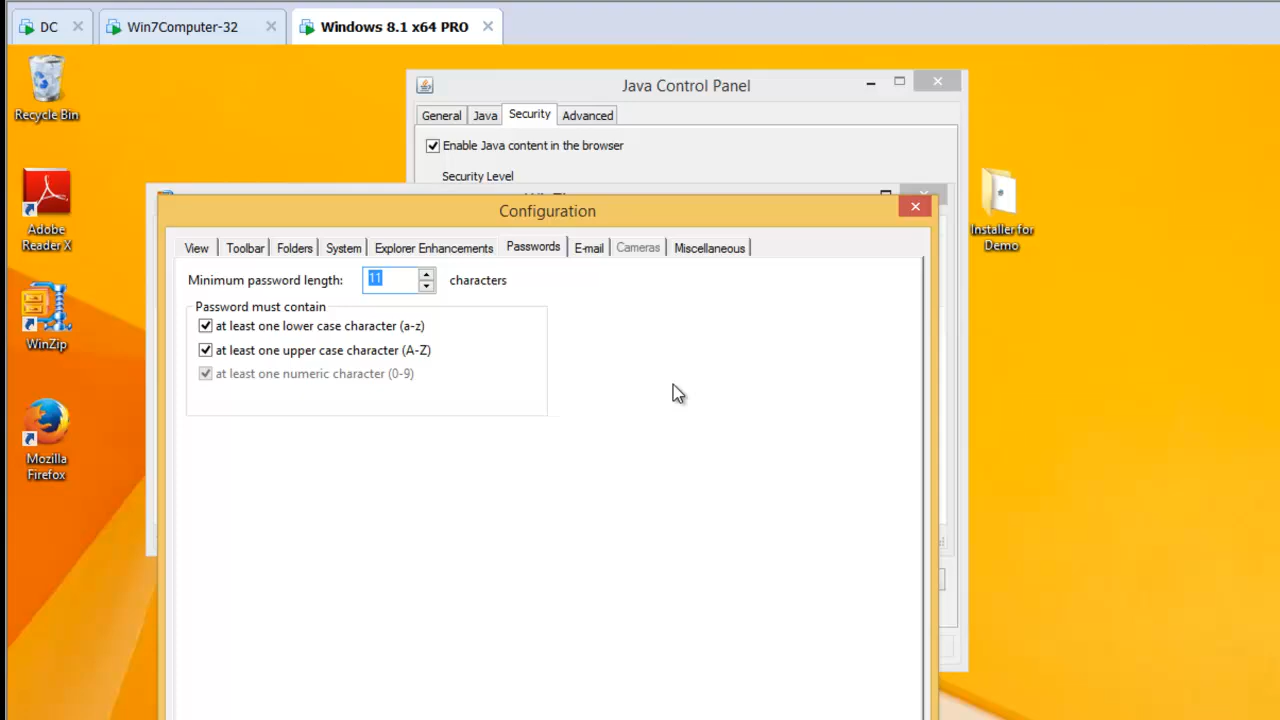 DC
Win7Computer-32
Windows 8.1 x64 PRO
Recycle Bin
Java Control Panel
General Java Security Advanced
Enable Java content in the browser
Security Level
Adobe
Reader X
Configuration
Installer for
Demo
View Toolbar Folders System Explorer Enhancements Passwords E-mail Cameras Miscellaneous
Minimum password length: 11 characters
Password must contain
at least one lower case character (a-z)
at least one upper case character (A-Z)
at least one numeric character (0-9)
WinZip
Mozilla
Firefox